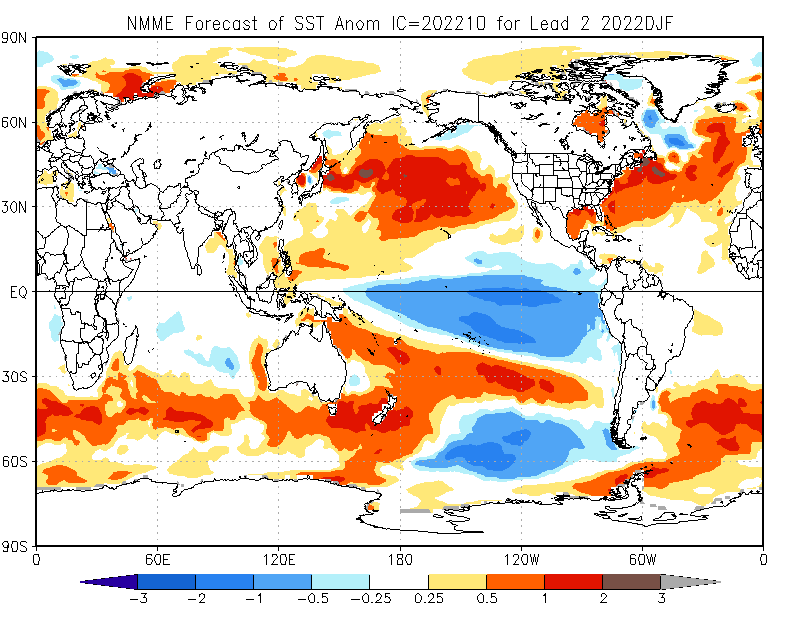 NMME Forecast of SST Anom IC=202210 for Lead 2 2022DJF
90N
60N
30N
EQ
30S
60S
90S
0 60E 120E 180 120W 60W 0
-3 -2 -1 -0.5 -0.25 0.25 0.5 1 2 3